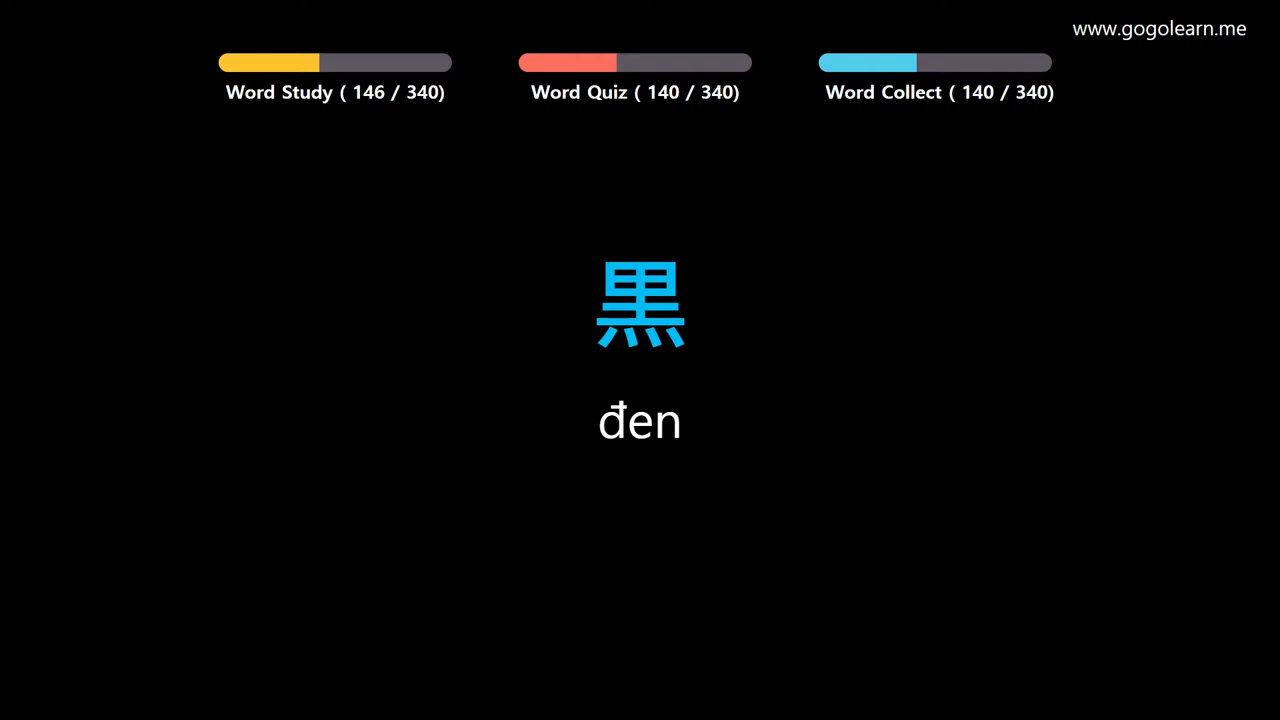 www.gogolearn.me
Word Study ( 146 / 340)
Word Quiz ( 140 / 340)
Word Collect ( 140 / 340)
黒
đen